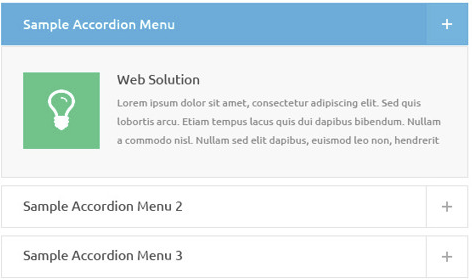 Sample Accordion Menu
+
Web Solution
Lorem ipsum dolor sit amet, consectetur adipiscing elit. Sed quis
lobortis arcu. Etiam tempus lacus quis dui dapibus bibendum. Nullam
a commodo nisl. Nullam sed elit dapibus, euismod leo non, hendrerit
Sample Accordion Menu 2
+
Sample Accordion Menu 3
+